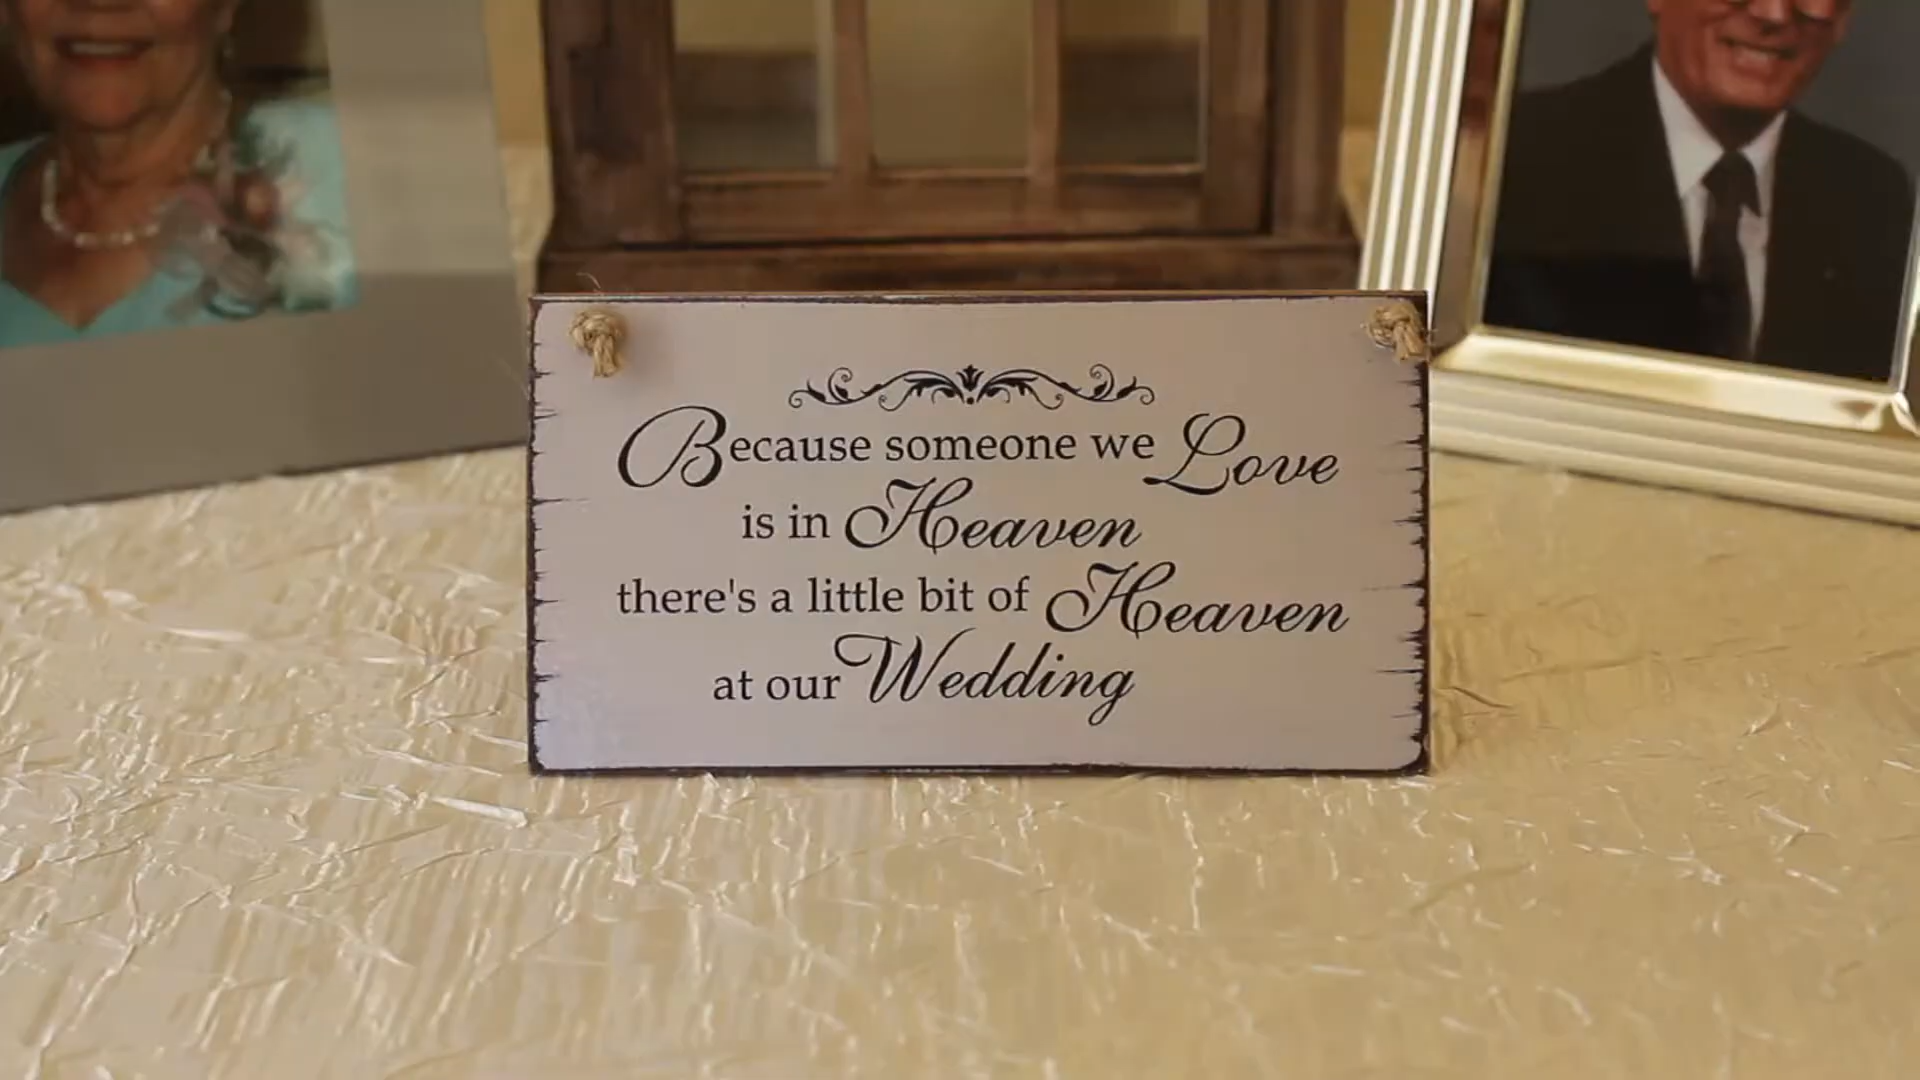 Because someone we Love
is in Heaven
there's a little bit of Heaven
at our Wedding